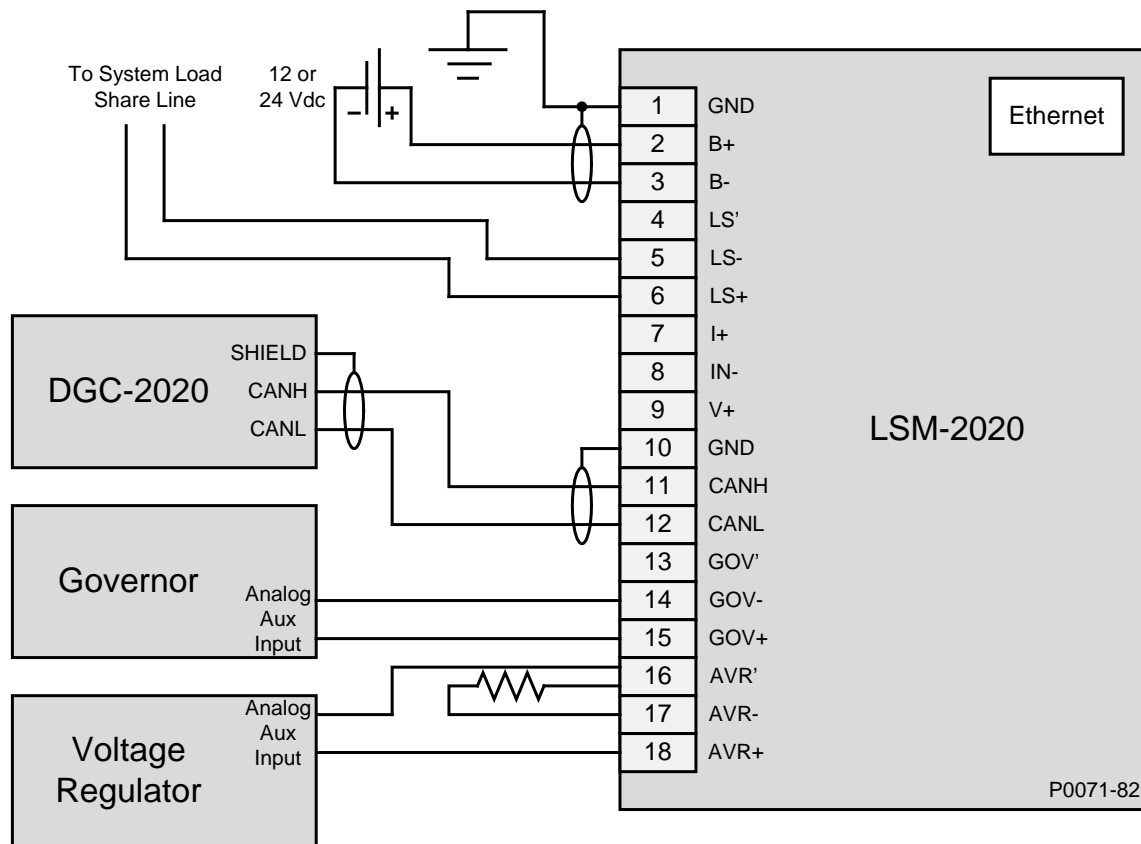 To System Load
Share Line
12 or
24 Vdc
– +
Ethernet
1 GND
2 B+
3 B-
4 LS’
5 LS-
6 LS+
7 I+
8 IN-
9 V+
10 GND
11 CANH
12 CANL
13 GOV’
14 GOV-
15 GOV+
16 AVR’
17 AVR-
18 AVR+
LSM-2020
P0071-82
DGC-2020
SHIELD
CANH
CANL
Governor
Analog
Aux
Input
Voltage
Regulator
Analog
Aux
Input